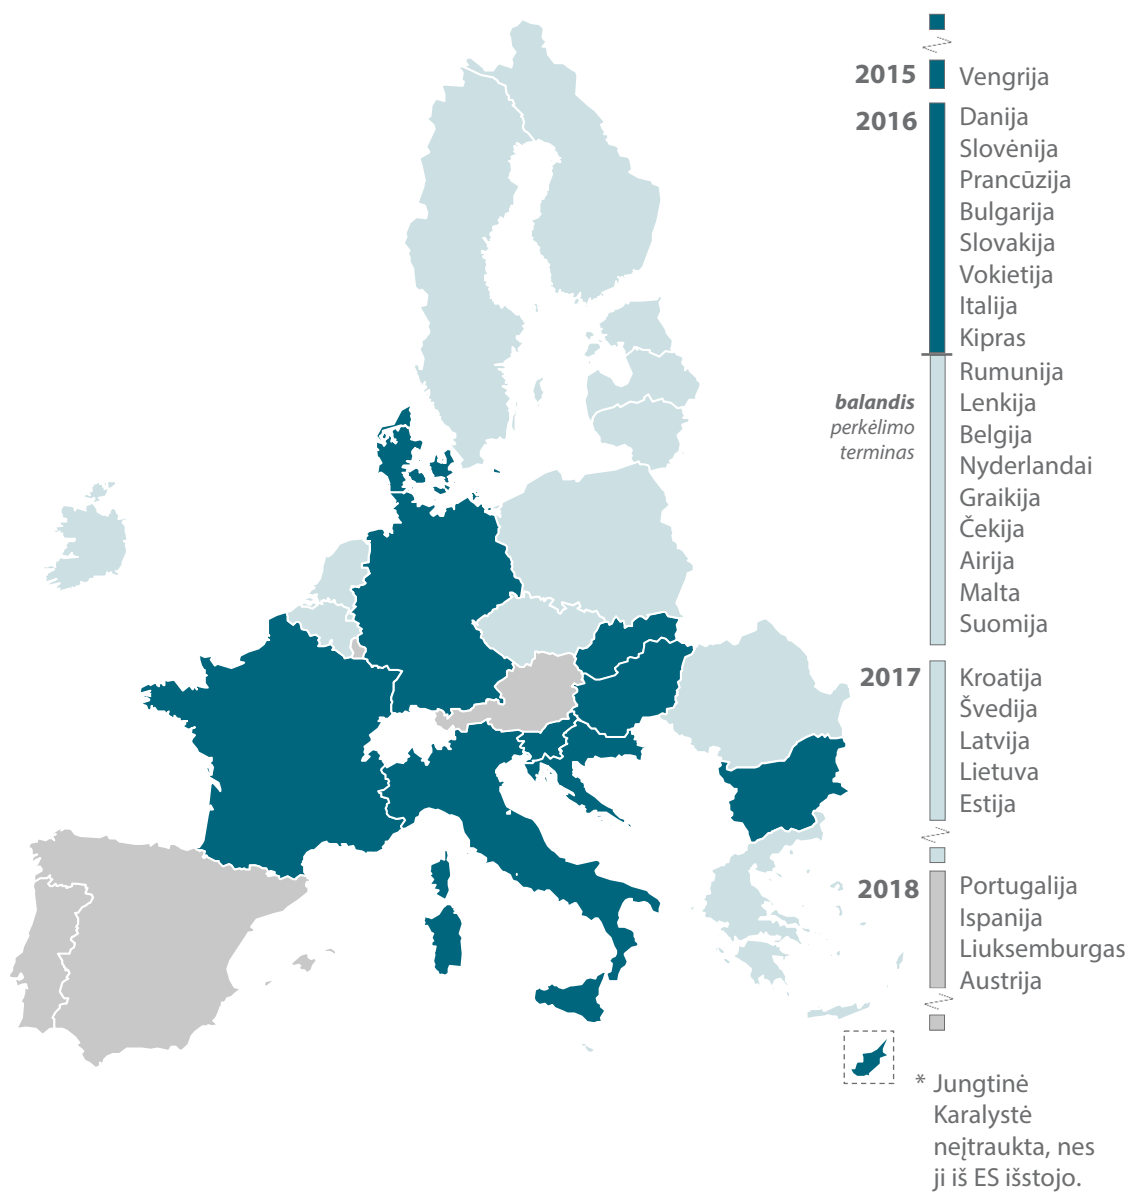 2015
Vengrija
2016
Danija
Slovėnija
Prancūzija
Bulgarija
Slovakija
Vokietija
Italija
Kipras
balandis
perkėlimo
terminas
Rumunija
Lenkija
Belgija
Nyderlandai
Graikija
Čekija
Airija
Malta
Suomija
2017
Kroatija
Švedija
Latvija
Lietuva
Estija
2018
Portugalija
Ispanija
Liuksemburgas
Austrija
* Jungtinė
Karalystė
neįtraukta, nes
ji iš ES išstojo.